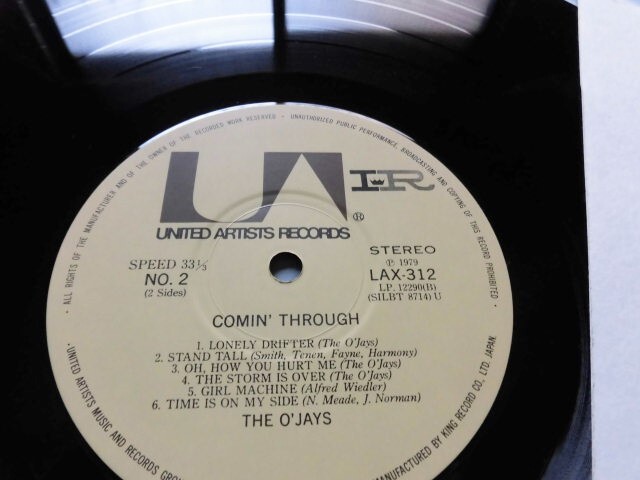 · ALL RIGHTS OF THE MANUFACTURER AND OF THE OWNER OF THE RECORDED WORK RESERVED · UNAUTHORIZED PUBLIC PERFORMANCE, BROADCASTING AND COPYING OF THIS RECORD PROHIBITED ·
UA IR
UNITED ARTISTS RECORDS ®
SPEED 33⅓
NO. 2
(2 Sides)
STEREO
℗ 1979
LAX-312
LP. 12290(B)
(SILBT 8714) U
COMIN' THROUGH
1. LONELY DRIFTER (The O'Jays)
2. STAND TALL (Smith, Tenen, Fayne, Harmony)
3. OH, HOW YOU HURT ME (The O'Jays)
4. THE STORM IS OVER (The O'Jays)
5. GIRL MACHINE (Alfred Wiedler)
6. TIME IS ON MY SIDE (N. Meade, J. Norman)
THE O'JAYS
· UNITED ARTISTS MUSIC AND RECORDS
MANUFACTURED BY KING RECORD CO., LTD. JAPAN.